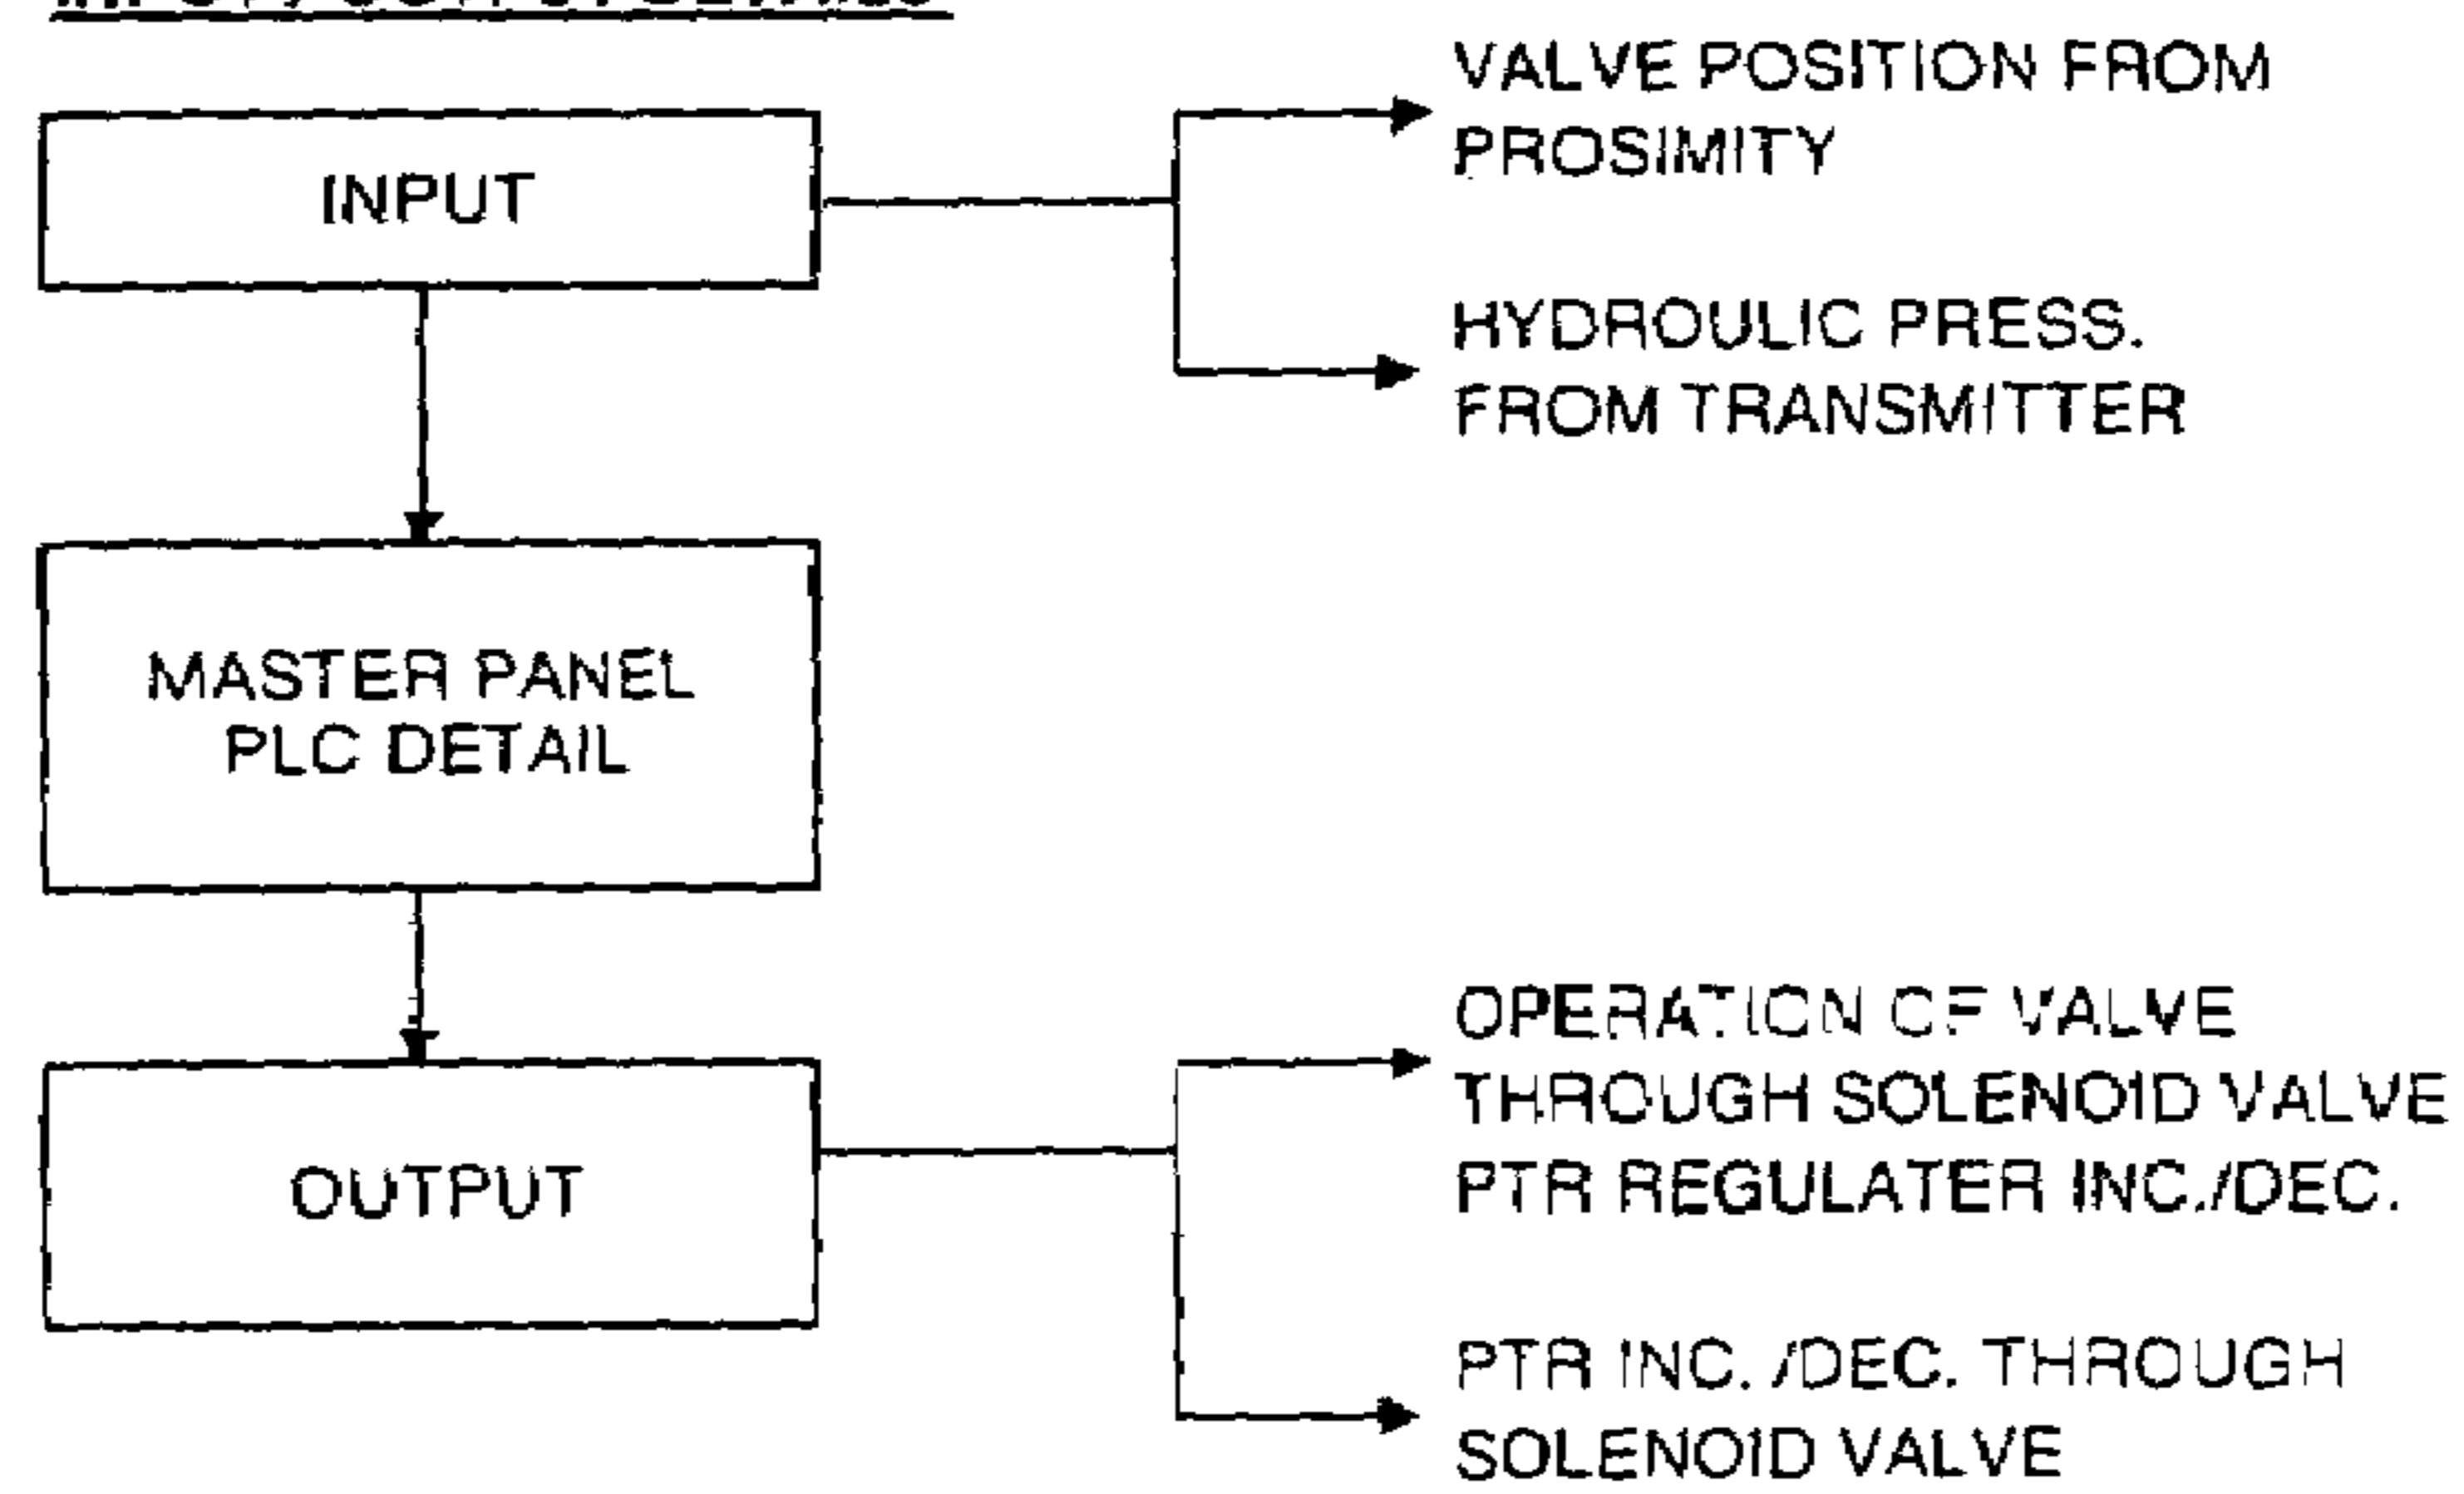 VALVE POSITION FROM
PROSIMITY
INPUT
HYDROULIC PRESS.
FROM TRANSMITTER
MASTER PANEL
PLC DETAIL
OPERATION OF VALVE
THROUGH SOLENOID VALVE
PTR REGULATER INC./DEC.
OUTPUT
PTR INC. /DEC. THROUGH
SOLENOID VALVE